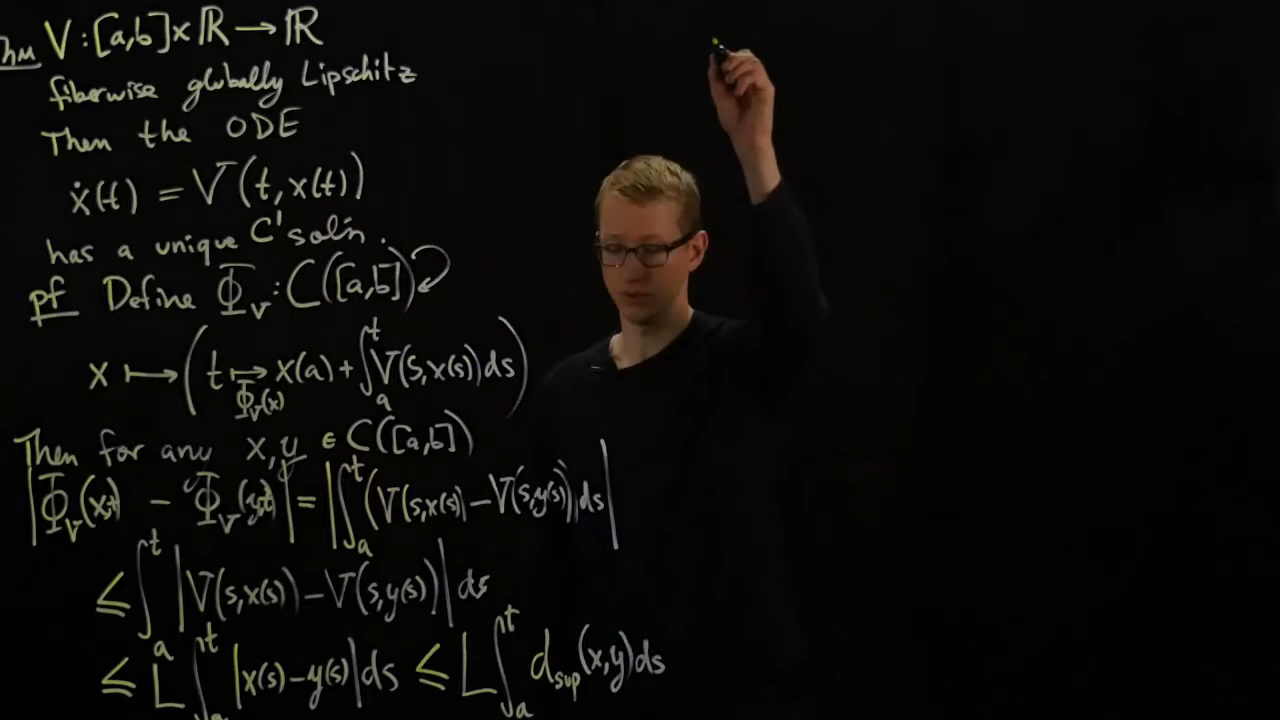 Thm V : [a,b] × ℝ → ℝ
fiberwise globally Lipschitz
Then the ODE
ẋ(t) = V(t, x(t))
has a unique C¹ sol'n.
pf Define Φ_V : C([a,b]) ↩
x ⟼ ( t ⟼ x(a) + ∫_a^t V(s, x(s)) ds )
Φ_V(x)
Then for any x, y ∈ C([a,b])
|Φ_V(x,t) − Φ_V(y,t)| = |∫_a^t (V(s,x(s)) − V(s,y(s))) ds|
≤ ∫_a^t |V(s,x(s)) − V(s,y(s))| ds
≤ L ∫_a^t |x(s) − y(s)| ds ≤ L ∫_a^t d_sup(x,y) ds